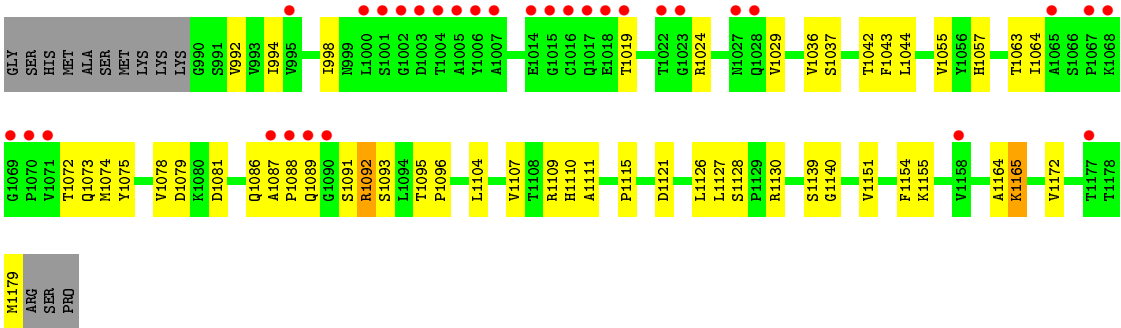 GLY SER HIS MET ALA SER MET LYS LYS LYS G990 S991 V992 V993 I994 V995 I998 N999 L1000 S1001 G1002 D1003 T1004 A1005 Y1006 A1007 E1014 G1015 C1016 Q1017 E1018 T1019 T1022 G1023 R1024 N1027 Q1028 V1029 V1036 S1037 T1042 F1043 L1044 V1055 Y1056 H1057 T1063 I1064 A1065 S1066 P1067 K1068
G1069 P1070 V1071 T1072 Q1073 M1074 Y1075 V1078 D1079 K1080 D1081 Q1086 A1087 P1088 Q1089 G1090 S1091 R1092 S1093 L1094 T1095 P1096 L1104 V1107 T1108 R1109 H1110 A1111 P1115 D1121 L1126 L1127 S1128 P1129 R1130 S1139 G1140 V1151 F1154 K1155 V1158 A1164 K1165 V1172 T1177 T1178
M1179 ARG SER PRO